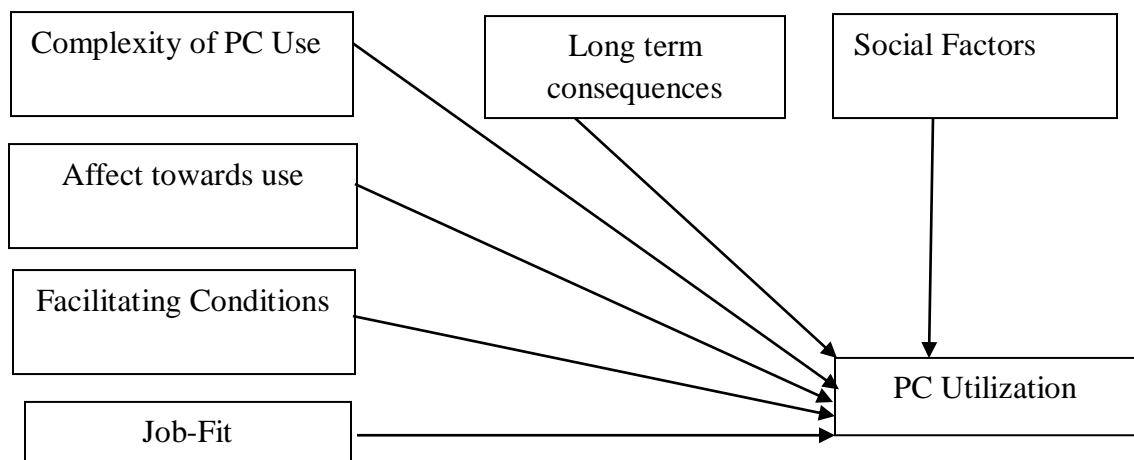 Complexity of PC Use
Long term
consequences
Social Factors
Affect towards use
Facilitating Conditions
PC Utilization
Job-Fit